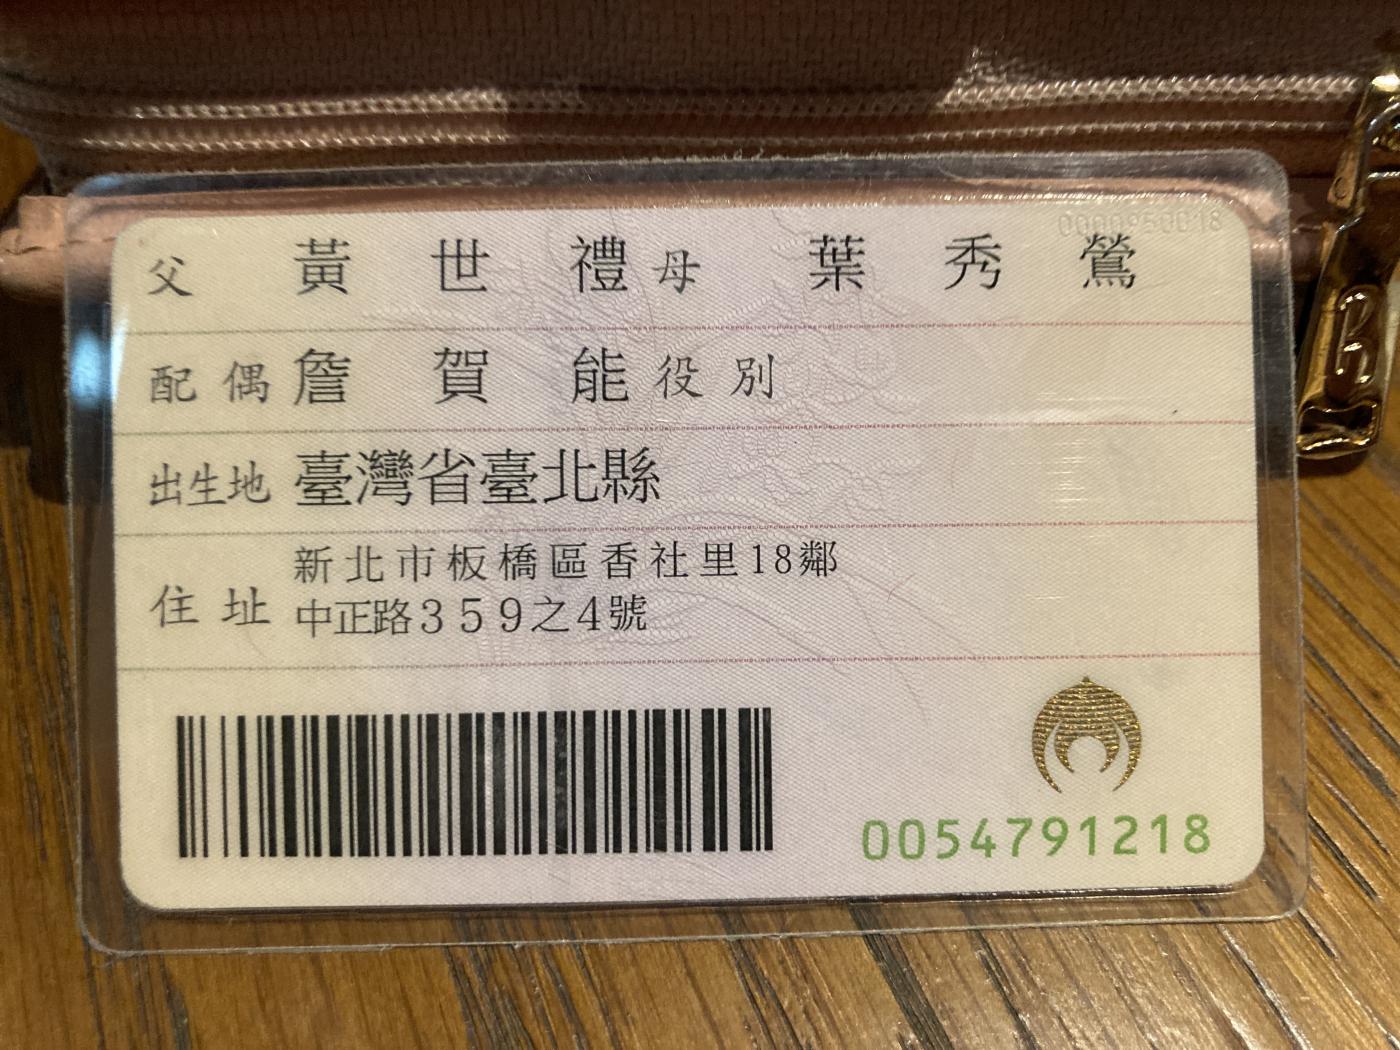 父 黃世禮 母 葉秀鶯
配偶 詹賀能 役別
出生地 臺灣省臺北縣
住址 新北市板橋區香社里18鄰
中正路359之4號
0054791218